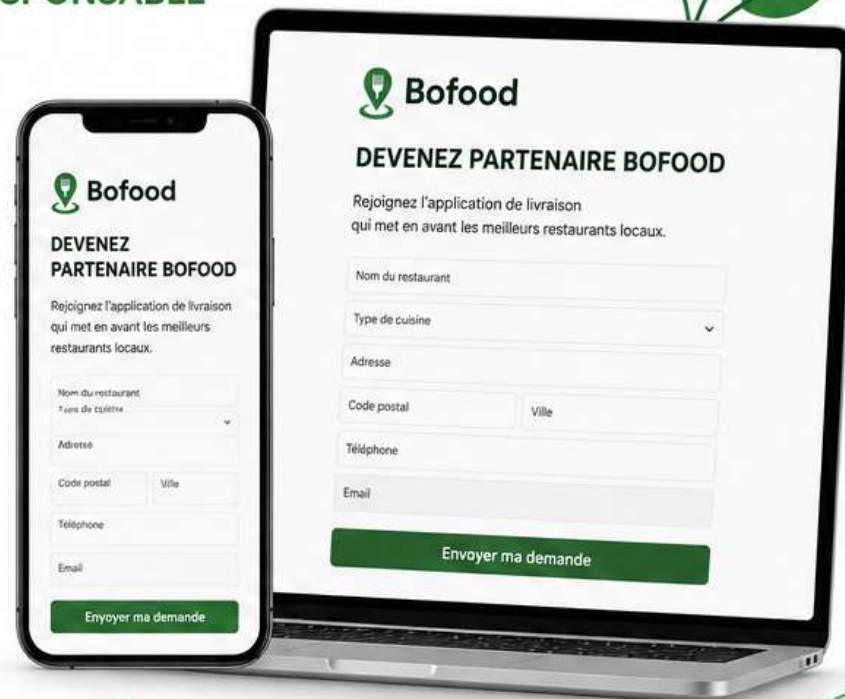 Bofood
DEVENEZ
PARTENAIRE BOFOOD
Rejoignez l'application de livraison
qui met en avant les meilleurs
restaurants locaux.
Nom du restaurant
Adresse
Code postal
Ville
Téléphone
Email
Envoyer ma demande
Bofood
DEVENEZ PARTENAIRE BOFOOD
Rejoignez l'application de livraison
qui met en avant les meilleurs restaurants locaux.
Nom du restaurant
Type de cuisine
Adresse
Code postal
Ville
Téléphone
Email
Envoyer ma demande